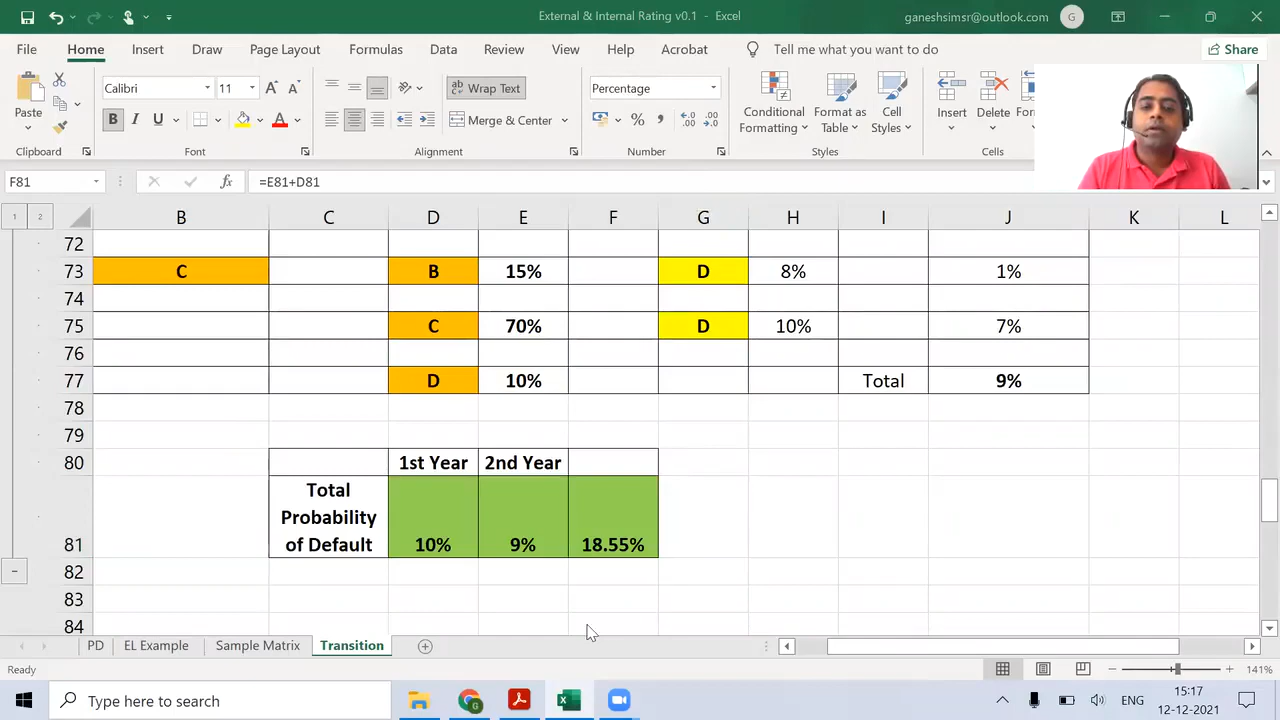 External & Internal Rating v0.1 - Excel
ganeshsimsr@outlook.com
G
File Home Insert Draw Page Layout Formulas Data Review View Help Acrobat Tell me what you want to do Share
Calibri 11
ab Wrap Text
Percentage
Paste
B I U
Merge & Center
Conditional Formatting
Format as Table
Cell Styles
Insert
Delete
Clipboard Font Alignment Number Styles Cells
F81 fx =E81+D81
1 2 B C D E F G H I J K L
72
73 C B 15% D 8% 1%
74
75 C 70% D 10% 7%
76
77 D 10% Total 9%
78
79
80 1st Year 2nd Year
Total
Probability
81 of Default 10% 9% 18.55%
82
83
84
PD EL Example Sample Matrix Transition
Ready 141%
Type here to search
ENG
15:17
12-12-2021